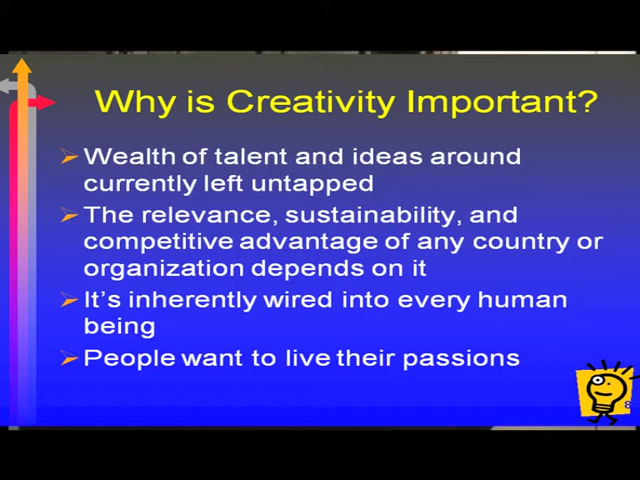 Why is Creativity Important?
Wealth of talent and ideas around
currently left untapped
The relevance, sustainability, and
competitive advantage of any country or
organization depends on it
It's inherently wired into every human
being
People want to live their passions
8